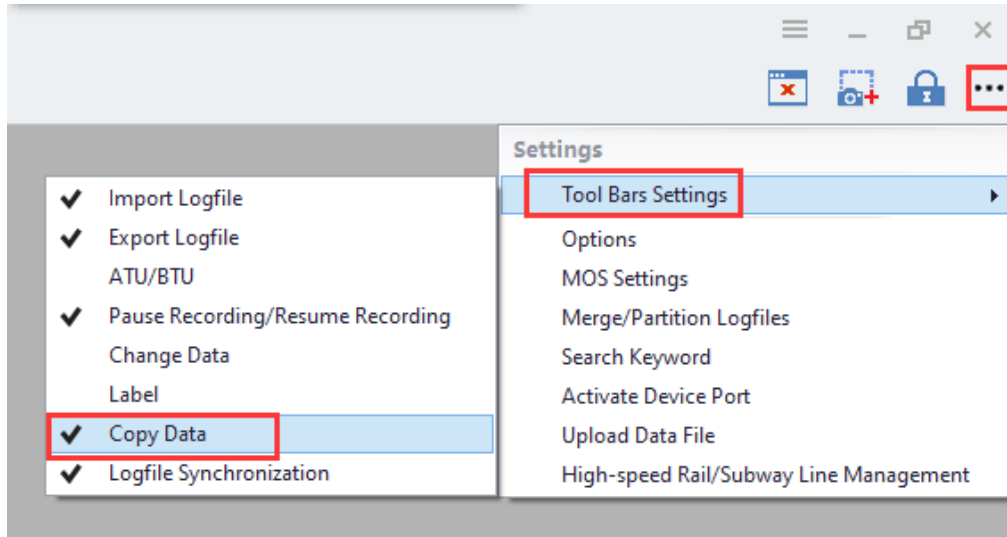 Settings
Tool Bars Settings
Options
MOS Settings
Merge/Partition Logfiles
Search Keyword
Activate Device Port
Upload Data File
High-speed Rail/Subway Line Management
Import Logfile
Export Logfile
ATU/BTU
Pause Recording/Resume Recording
Change Data
Label
Copy Data
Logfile Synchronization